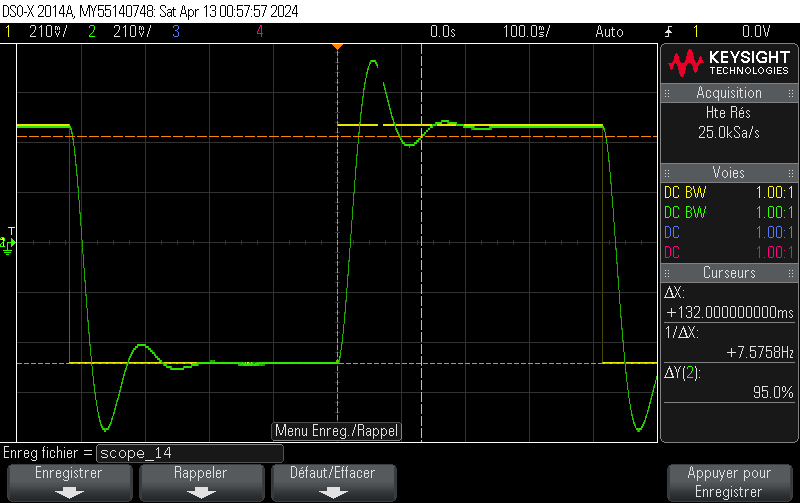 DSO-X 2014A, MY55140748: Sat Apr 13 00:57:57 2024
1 210%/ 2 210%/ 3 4 0.0s 100.0%/ Auto 1 0.0V
KEYSIGHT
TECHNOLOGIES
Acquisition
Hte Rés
25.0kSa/s
Voies
DC BW 1.00:1
DC BW 1.00:1
DC 1.00:1
DC 1.00:1
Curseurs
ΔX:
+132.000000000ms
1/ΔX:
+7.5758Hz
ΔY(2):
95.0%
T
Menu Enreg./Rappel
Enreg fichier = scope_14
Enregistrer
Rappeler
Défaut/Effacer
Appuyer pour
Enregistrer